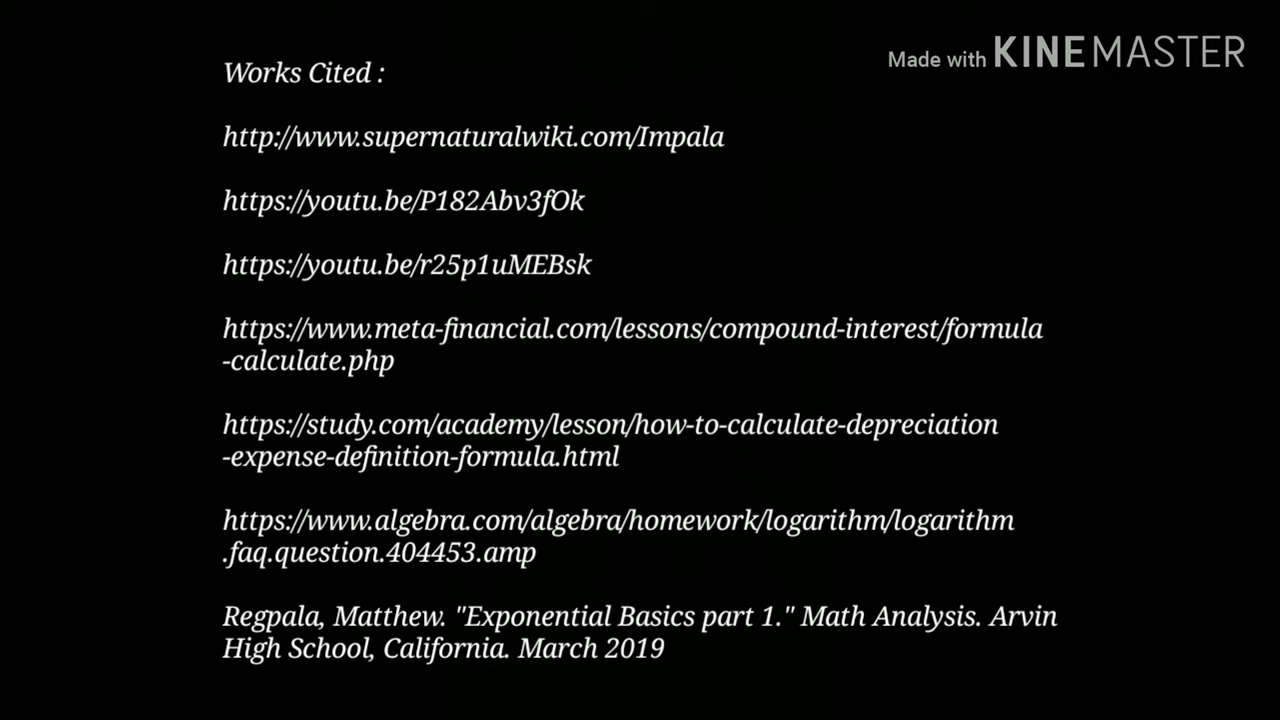 Made with KINEMASTER
Works Cited :
http://www.supernaturalwiki.com/Impala
https://youtu.be/P182Abv3fOk
https://youtu.be/r25p1uMEBsk
https://www.meta-financial.com/lessons/compound-interest/formula
-calculate.php
https://study.com/academy/lesson/how-to-calculate-depreciation
-expense-definition-formula.html
https://www.algebra.com/algebra/homework/logarithm/logarithm
.faq.question.404453.amp
Regpala, Matthew. "Exponential Basics part 1." Math Analysis. Arvin
High School, California. March 2019